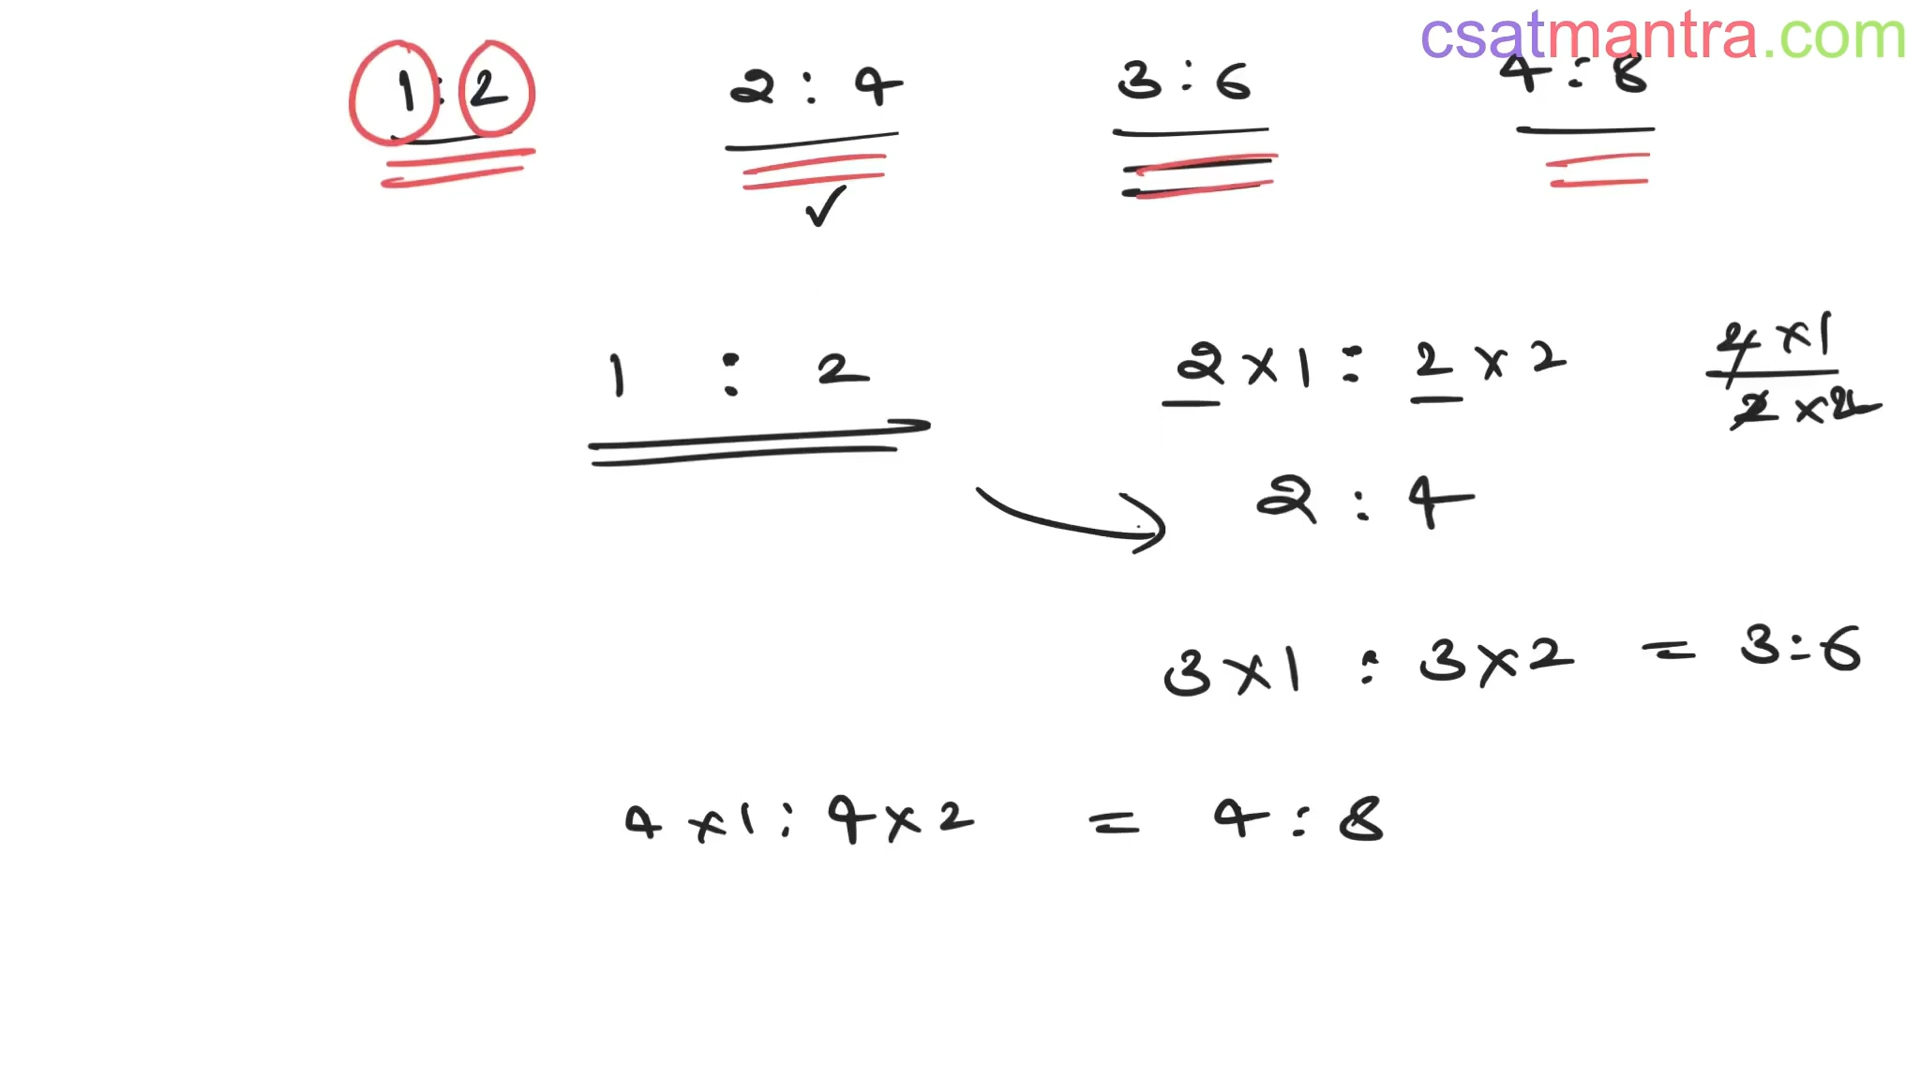 csatmantra.com
1 : 2 2 : 4 3 : 6 4 : 8
1 : 2 2 x 1 : 2 x 2 2 x 1
2 x 2
2 : 4
3 x 1 : 3 x 2 = 3 : 6
4 x 1 : 4 x 2 = 4 : 8